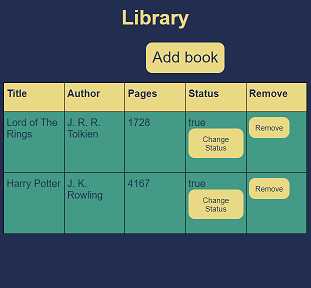 Library
Add book
Title Author Pages Status Remove
Lord of The J. R. R. 1728 true Remove
Rings Tolkien Change
Status
Harry Potter J. K. 4167 true Remove
Rowling Change
Status